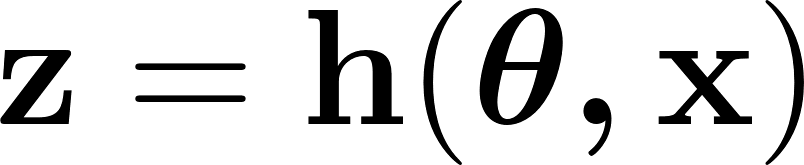 z = h(θ, x)